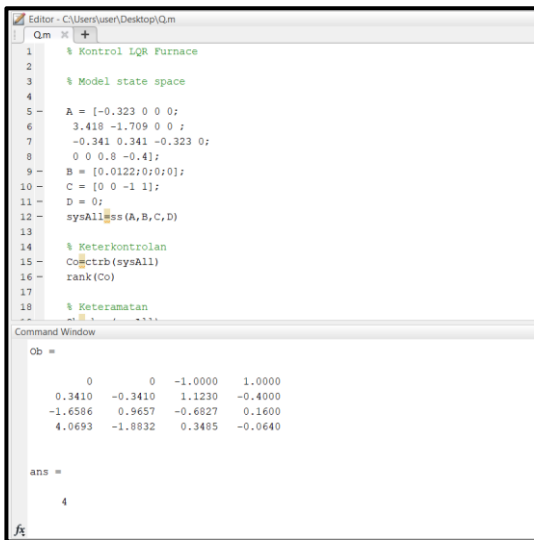 Editor - C:\Users\user\Desktop\Q.m
Q.m × +
1 % Kontrol LQR Furnace
2
3 % Model state space
4
5 - A = [-0.323 0 0 0;
6 3.418 -1.709 0 0 ;
7 -0.341 0.341 -0.323 0;
8 0 0 0.8 -0.4];
9 - B = [0.0122;0;0;0];
10 - C = [0 0 -1 1];
11 - D = 0;
12 - sysAll=ss(A,B,C,D)
13
14 % Keterkontrolan
15 - Co=ctrb(sysAll)
16 - rank(Co)
17
18 % Keteramatan
Command Window
Ob =
0 0 -1.0000 1.0000
0.3410 -0.3410 1.1230 -0.4000
-1.6586 0.9657 -0.6827 0.1600
4.0693 -1.8832 0.3485 -0.0640
ans =
4
fx